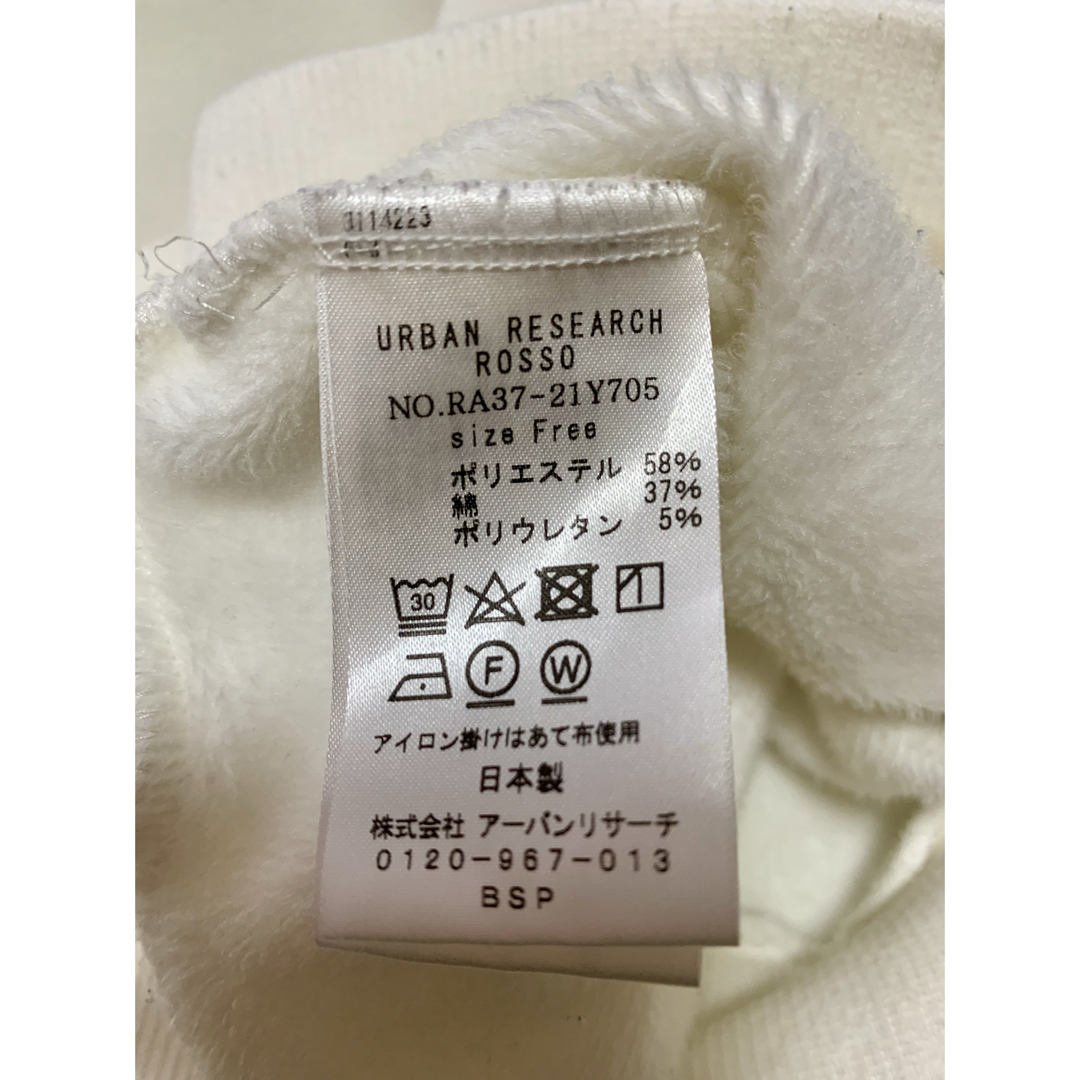 3114223
URBAN RESEARCH
ROSSO
NO.RA37-21Y705
size Free
ポリエステル 58%
綿 37%
ポリウレタン 5%
30
F W
アイロン掛けはあて布使用
日本製
株式会社 アーバンリサーチ
0120-967-013
BSP